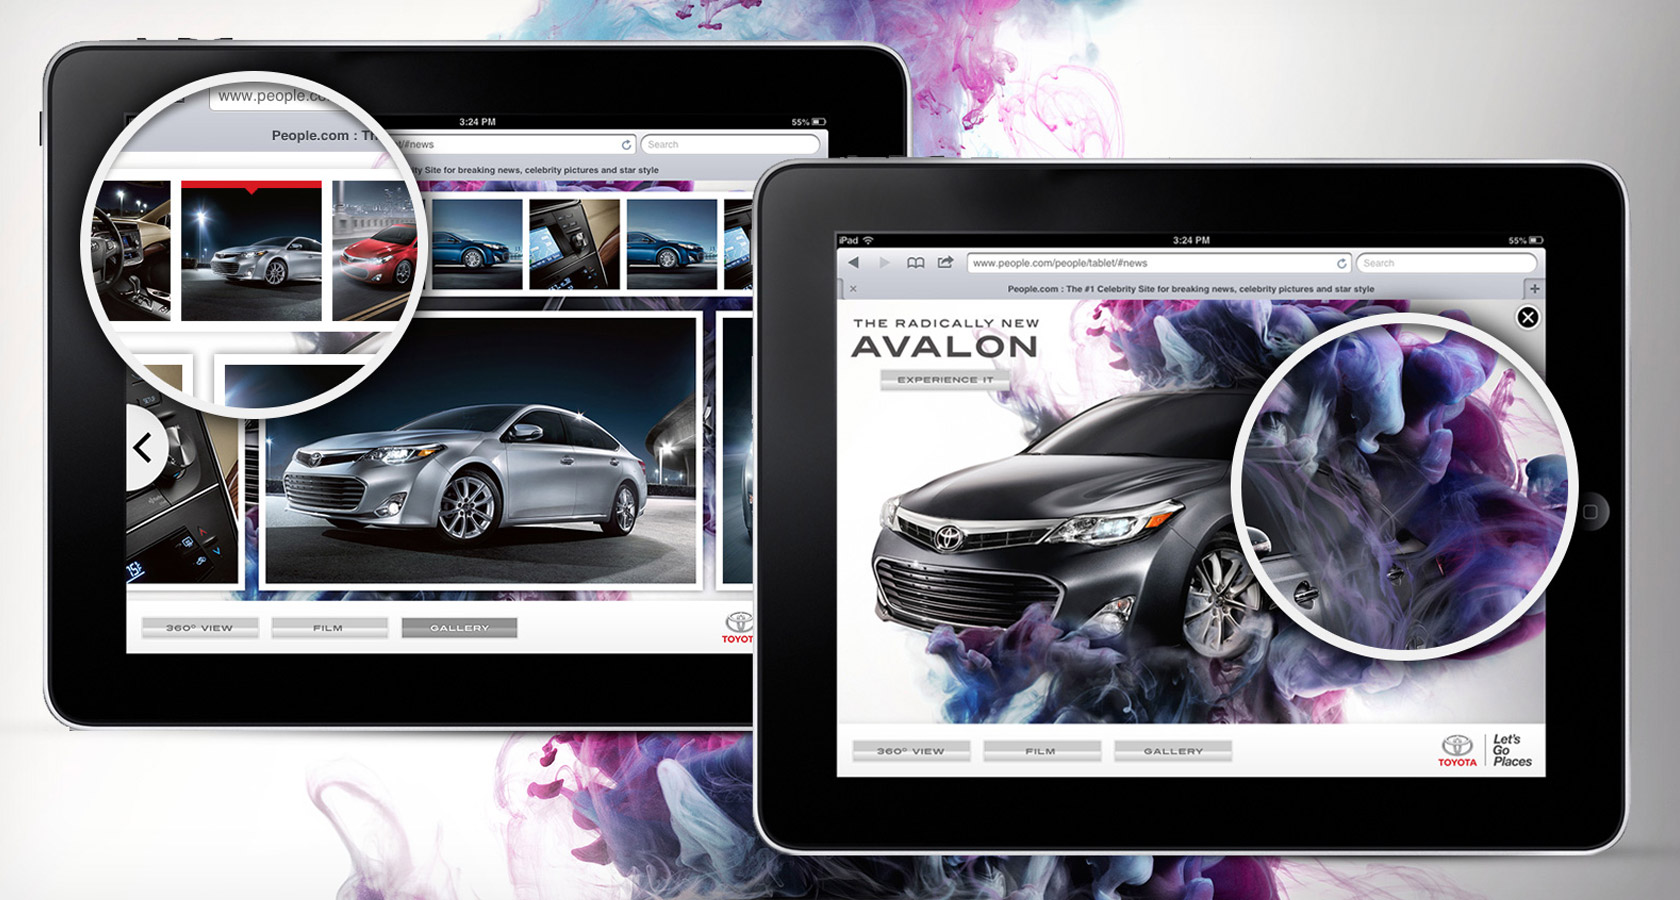 www.people.co
People.com : Th
3:24 PM
55%
et/#news
Search
ty Site for breaking news, celebrity pictures and star style
360° VIEW
FILM
GALLERY
TOYOT
iPad
3:24 PM
55%
www.people.com/people/tablet/#news
Search
People.com : The #1 Celebrity Site for breaking news, celebrity pictures and star style
THE RADICALLY NEW
AVALON
EXPERIENCE IT
360° VIEW
FILM
GALLERY
TOYOTA
Let's
Go
Places